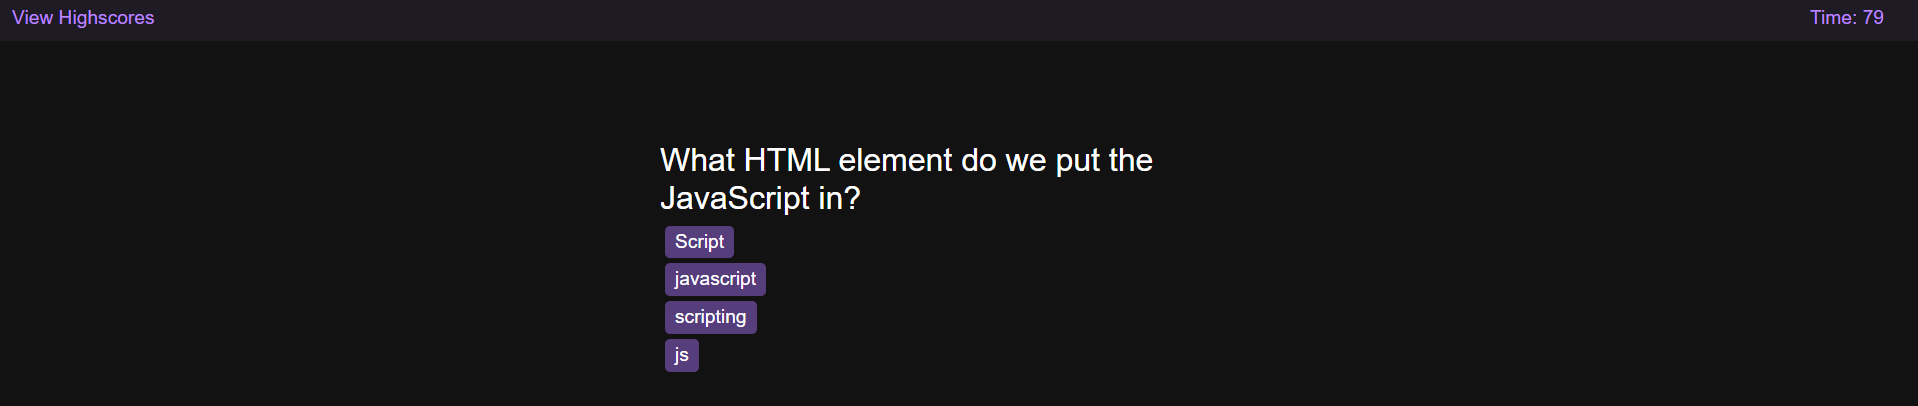 View Highscores
Time: 79
What HTML element do we put the
JavaScript in?
Script
javascript
scripting
js